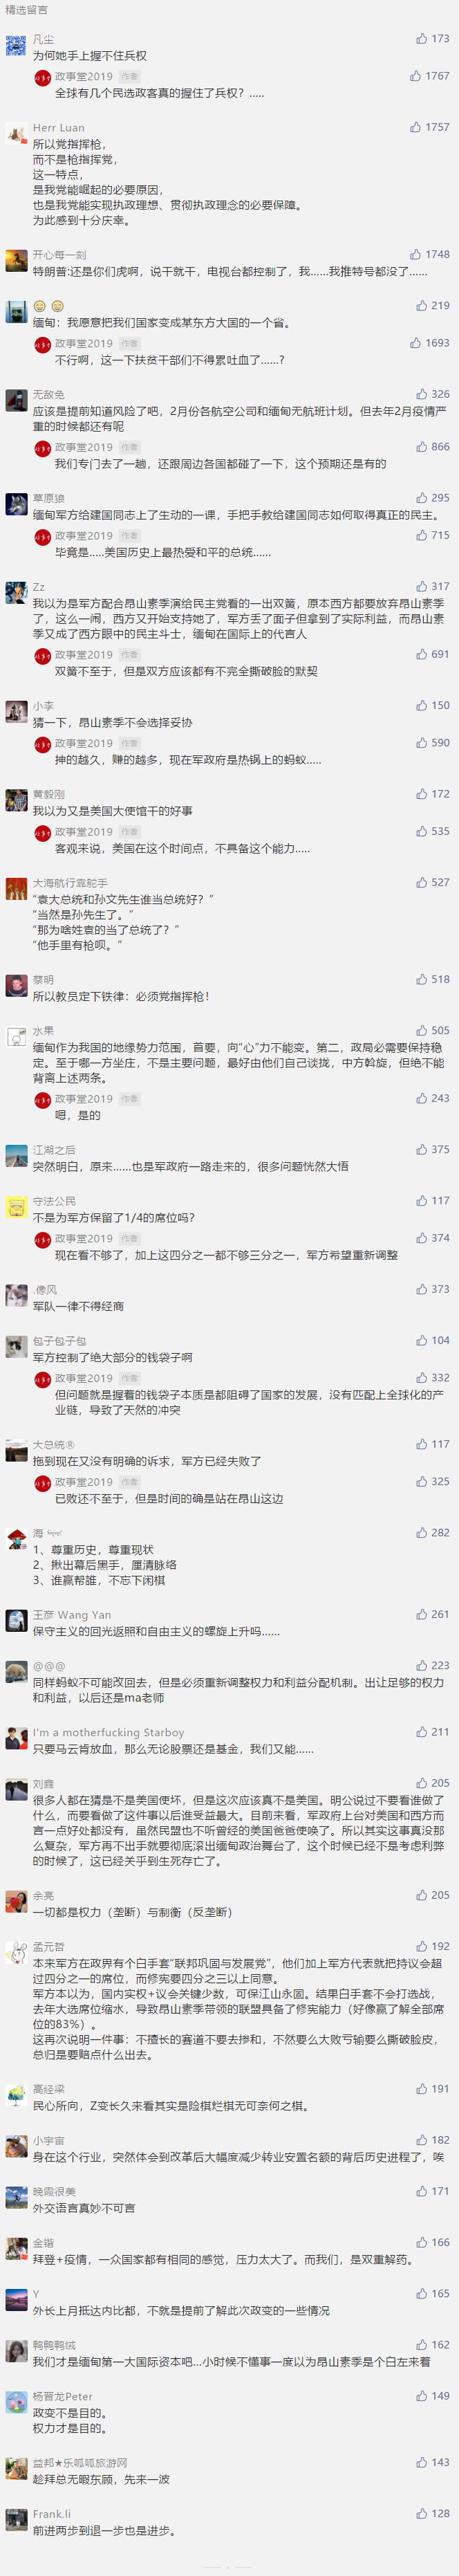 精选留言
凡尘
173
为何她手上握不住兵权
政事堂2019 作者
1767
全球有几个民选政客真的握住了兵权？.....
Herr Luan
1757
所以党指挥枪，
而不是枪指挥党，
这一特点，
是我党能崛起的必要原因，
也是我党能实现执政理想、贯彻执政理念的必要保障。
为此感到十分庆幸。
开心每一刻
1748
特朗普:还是你们虎啊，说干就干，电视台都控制了，我......我推特号都没了......
😑 😑
219
缅甸：我愿意把我们国家变成某东方大国的一个省。
政事堂2019 作者
1693
不行啊，这一下扶贫干部们不得累吐血了......?
无敌兔
326
应该是提前知道风险了吧，2月份各航空公司和缅甸无航班计划。但去年2月疫情严
重的时候都还有呢
政事堂2019 作者
866
我们专门去了一趟，还跟周边各国都碰了一下，这个预期还是有的
草原狼
295
缅甸军方给建国同志上了生动的一课，手把手教给建国同志如何取得真正的民主。
政事堂2019 作者
715
毕竟是.....美国历史上最热爱和平的总统......
Zz
317
我以为是军方配合昂山素季演给民主党看的一出双簧，原本西方都要放弃昂山素季
了，这么一闹，西方又开始支持她了，军方丢了面子但拿到了实际利益，而昂山素
季又成了西方眼中的民主斗士，缅甸在国际上的代言人
政事堂2019 作者
691
双簧不至于，但是双方应该都有不完全撕破脸的默契
小李
150
猜一下，昂山素季会不会选择妥协
政事堂2019 作者
590
抻的越久，赚的越多，现在军政府是热锅上的蚂蚁.....
黄毅刚
172
我以为又是美国大使馆干的好事
政事堂2019 作者
535
客观来说，美国在这个时间点，不具备这个能力.....
大海航行靠舵手
527
“袁大总统和孙文先生谁当总统好？”
“当然是孙先生了。”
“那为啥姓袁的当了总统了？”
“他手里有枪呗。”
蔡明
518
所以教员定下铁律：必须党指挥枪！
水果
505
缅甸作为我国的地缘势力范围，首要，向“心”力不能变。第二，政局必需要保持稳
定。至于哪一方坐庄，不是主要问题，最好由他们自己谈拢，中方斡旋，但绝不能
背离上述两条。
政事堂2019 作者
243
嗯，是的
江湖之后
375
突然明白，原来......也是军政府一路走来的，很多问题恍然大悟
守法公民
117
不是为军方保留了1/4的席位吗？
政事堂2019 作者
374
现在看不够了，加上这四分之一都不够三分之一，军方希望重新调整
.像风
373
军队一律不得经商
包子包子包
104
军方控制了绝大部分的钱袋子啊
政事堂2019 作者
332
但问题就是握着的钱袋子本质是都阻碍了国家的发展，没有匹配上全球化的产
业链，导致了天然的冲突
大总统®
117
拖到现在又没有明确的诉求，军方已经失败了
政事堂2019 作者
325
已败还不至于，但是时间的确是站在昂山这边
海
282
1、尊重历史，尊重现状
2、揪出幕后黑手，厘清脉络
3、谁赢帮誰，不忘下闲棋
王彦 Wang Yan
261
保守主义的回光返照和自由主义的螺旋上升吗......
@@@
223
同样蚂蚁不可能改回去，但是必须重新调整权力和利益分配机制。出让足够的权力
和利益，以后还是ma老师
I'm a motherfucking Starboy
211
只要马云肯放血，那么无论股票还是基金，我们又能......
刘鑫
205
很多人都在猜是不是美国使坏，但是这次应该真不是美国。明公说过不要看谁做了
什么，而要看做了这件事以后谁受益最大。目前来看，军政府上台对美国和西方而
言一点好处都没有，虽然民盟也不听曾经的美国爸爸使唤了。所以其实这事真没那
么复杂，军方再不出手就要彻底滚出缅甸政治舞台了，这个时候已经不是考虑利弊
的时候了，这已经关乎到生死存亡了。
余亮
205
一切都是权力（垄断）与制衡（反垄断）
孟元哲
192
本来军方在政界有个白手套“联邦巩固与发展党”，他们加上军方代表就把持议会超
过四分之一的席位，而修宪要四分之三以上同意。
军方本以为，国内实权+议会关键少数，可保江山永固。结果白手套不会打选战，
去年大选席位缩水，导致昂山素季带领的联盟具备了修宪能力（好像赢了全部席
位的83%）。
这再次说明一件事：不擅长的赛道不要去掺和，不然要么大败亏输要么撕破脸皮，
总归是要赔点什么出去。
高经梁
191
民心所向，Z变长久来看其实是险棋烂棋无可奈何之棋。
小宇宙
182
身在这个行业，突然体会到改革后大幅度减少转业安置名额的背后历史进程了，唉
晚霞很美
171
外交语言真妙不可言
金锴
166
拜登+疫情，一众国家都有相同的感觉，压力太大了。而我们，是双重解药。
Y
165
外长上月抵达内比都，不就是提前了解此次政变的一些情况
鸭鸭鸭绒
162
我们才是缅甸第一大国际资本吧...小时候不懂事一度以为昂山素季是个白左来着
杨晋龙Peter
149
政变不是目的。
权力才是目的。
益邦★乐呱呱旅游网
143
趁拜总无暇东顾，先来一波
Frank.li
128
前进两步到退一步也是进步。